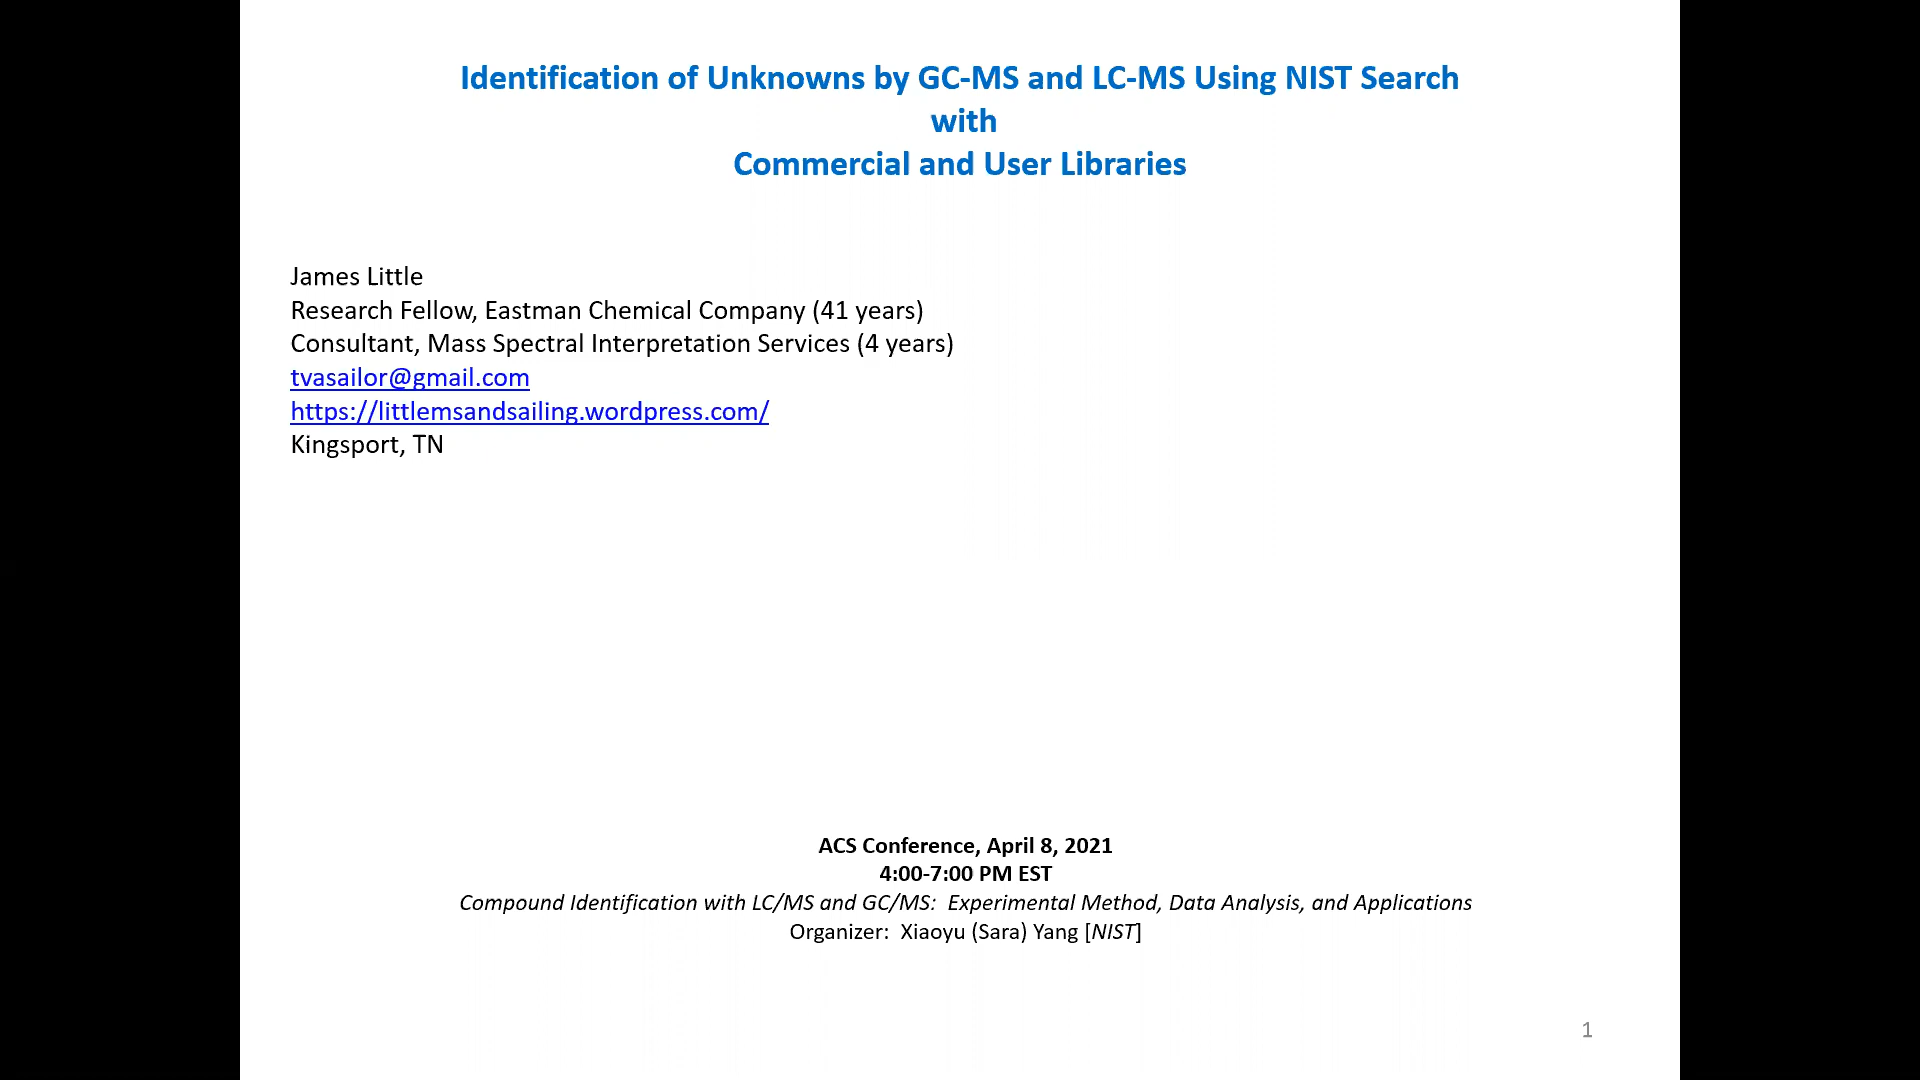 Identification of Unknowns by GC-MS and LC-MS Using NIST Search
with
Commercial and User Libraries
James Little
Research Fellow, Eastman Chemical Company (41 years)
Consultant, Mass Spectral Interpretation Services (4 years)
tvasailor@gmail.com
https://littlemsandsailing.wordpress.com/
Kingsport, TN
ACS Conference, April 8, 2021
4:00-7:00 PM EST
Compound Identification with LC/MS and GC/MS:  Experimental Method, Data Analysis, and Applications
Organizer:  Xiaoyu (Sara) Yang [NIST]
1